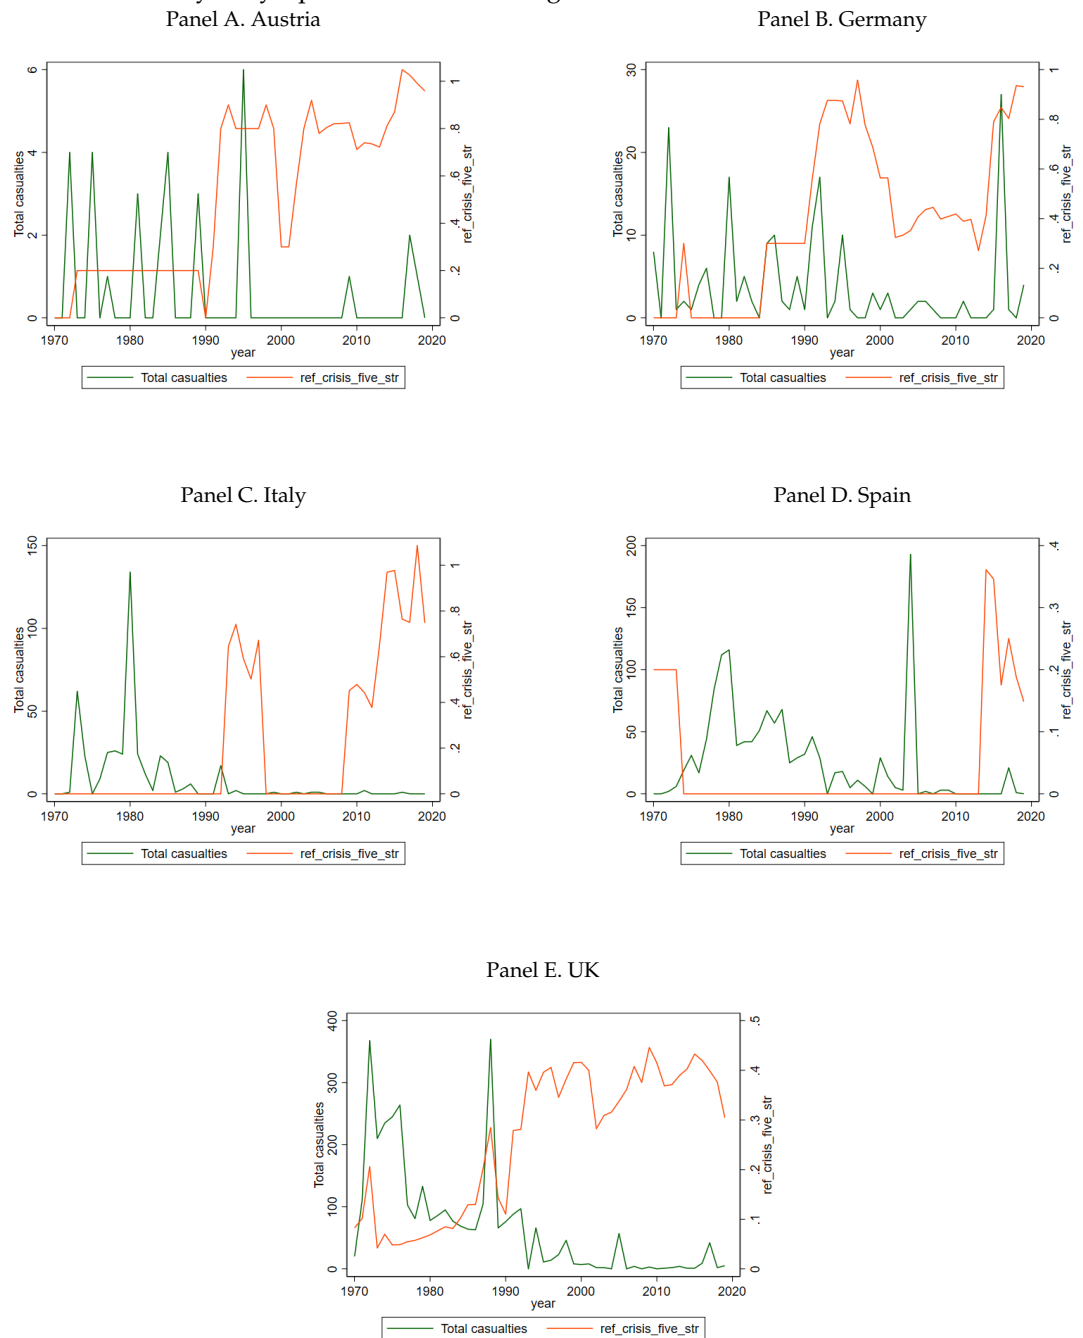 Panel A. Austria
Total casualties
ref_crisis_five_str
0 2 4 6
0 .2 .4 .6 .8 1
1970 1980 1990 2000 2010 2020
year
Total casualties ref_crisis_five_str
Panel B. Germany
Total casualties
ref_crisis_five_str
0 10 20 30
0 .2 .4 .6 .8 1
1970 1980 1990 2000 2010 2020
year
Total casualties ref_crisis_five_str
Panel C. Italy
Total casualties
ref_crisis_five_str
0 50 100 150
0 .2 .4 .6 .8 1
1970 1980 1990 2000 2010 2020
year
Total casualties ref_crisis_five_str
Panel D. Spain
Total casualties
ref_crisis_five_str
0 50 100 150 200
0 .1 .2 .3 .4
1970 1980 1990 2000 2010 2020
year
Total casualties ref_crisis_five_str
Panel E. UK
Total casualties
ref_crisis_five_str
0 100 200 300 400
0 .1 .2 .3 .4 .5
1970 1980 1990 2000 2010 2020
year
Total casualties ref_crisis_five_str